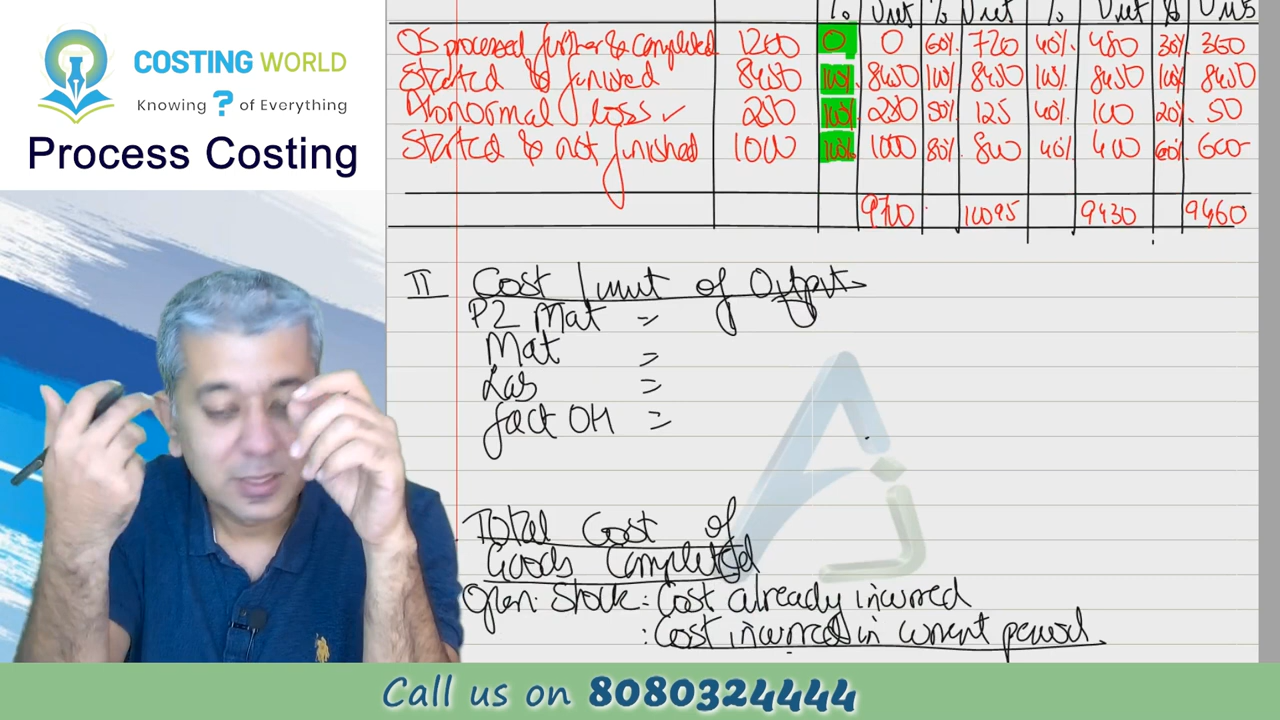 COSTING WORLD
Knowing ? of Everything
Process Costing
% Unit % Unit % Unit % Units
OS processed further & completed 1200 0 0 60% 720 40% 480 30% 360
Started & finished 8450 100% 8450 100% 8450 100% 8450 100% 8450
Abnormal loss ✓ 250 100% 250 50% 125 40% 100 20% 50
Started & not finished 1000 100% 1000 80% 800 40% 400 60% 600
9700 10095 9430 9460
II Cost / unit of Output
P2 Mat =
Mat =
Lab =
fact OH =
Total Cost of
Goods Completed
Open. Stock : Cost already incurred
: Cost incurred in current period
Call us on 8080324444